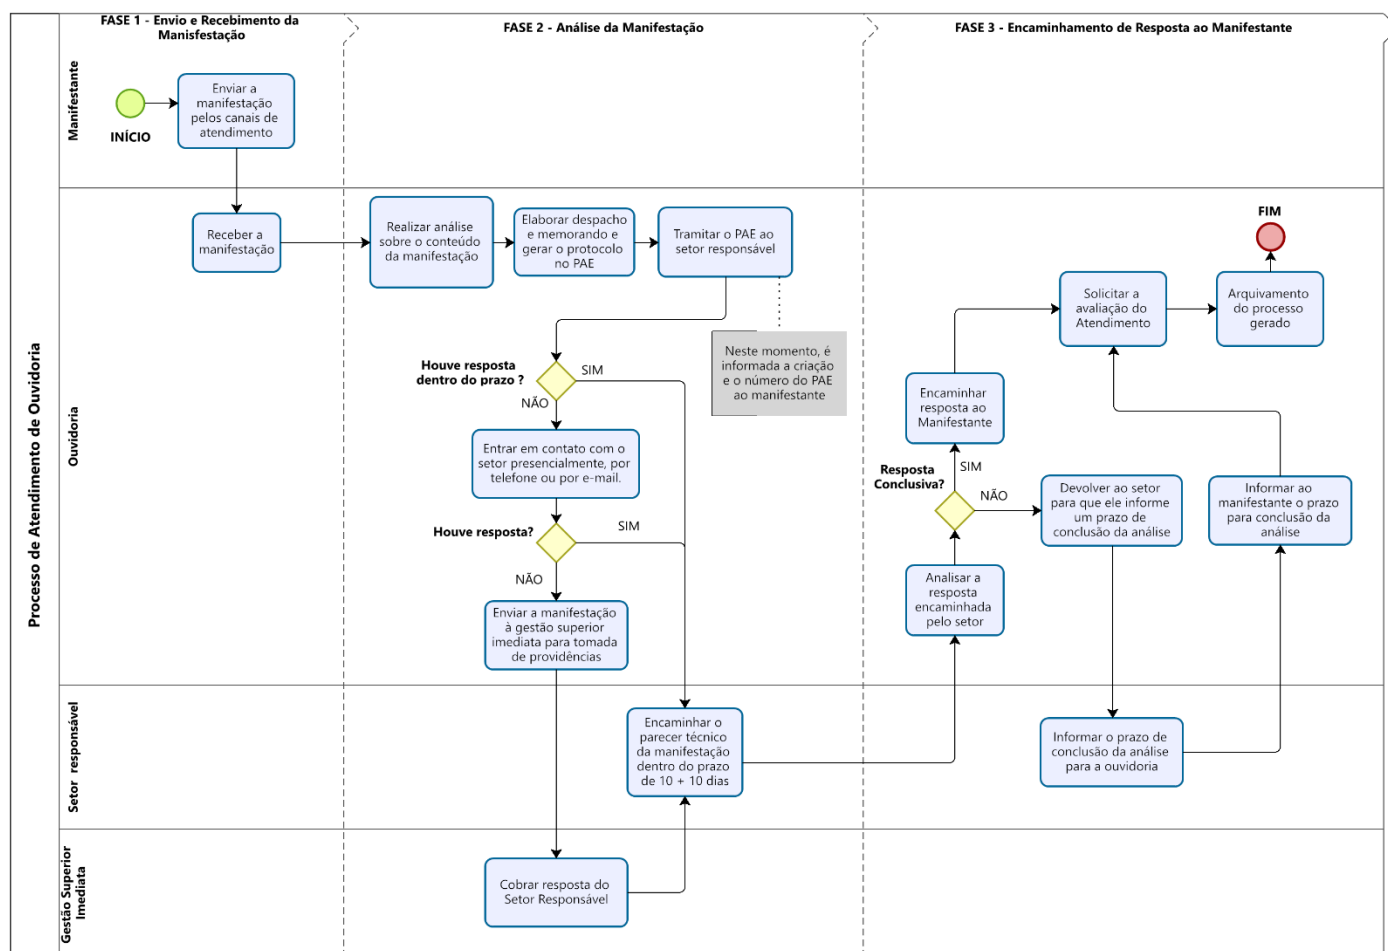 FASE 1 - Envio e Recebimento da
Manisfestação
FASE 2 - Análise da Manifestação
FASE 3 - Encaminhamento de Resposta ao Manifestante
Processo de Atendimento de Ouvidoria
Manifestante
INÍCIO
Enviar a
manifestação
pelos canais de
atendimento
Ouvidoria
Receber a
manifestação
Realizar análise
sobre o conteúdo
da manifestação
Elaborar despacho
e memorando e
gerar o protocolo
no PAE
Tramitar o PAE ao
setor responsável
Neste momento, é
informada a criação
e o número do PAE
ao manifestante
Houve resposta
dentro do prazo ?
SIM
NÃO
Entrar em contato com o
setor presencialmente, por
telefone ou por e-mail.
Houve resposta?
SIM
NÃO
Enviar a manifestação
à gestão superior
imediata para tomada
de providências
FIM
Solicitar a
avaliação do
Atendimento
Arquivamento
do processo
gerado
Encaminhar
resposta ao
Manifestante
Resposta
Conclusiva?
SIM
NÃO
Devolver ao setor
para que ele informe
um prazo de
conclusão da análise
Informar ao
manifestante o prazo
para conclusão da
análise
Analisar a
resposta
encaminhada
pelo setor
Setor responsável
Encaminhar o
parecer técnico
da manifestação
dentro do prazo
de 10 + 10 dias
Informar o prazo de
conclusão da análise
para a ouvidoria
Gestão Superior
Imediata
Cobrar resposta do
Setor Responsável